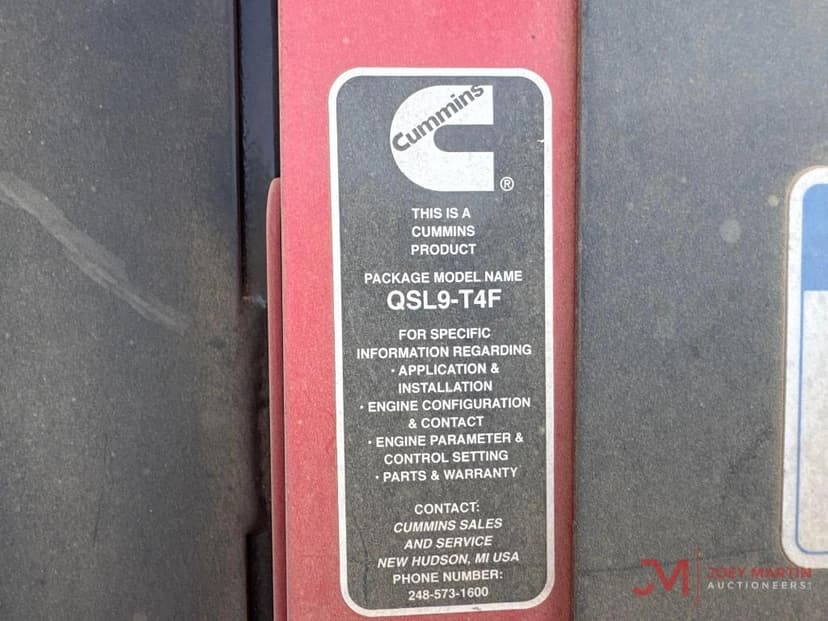 Cummins
®
THIS IS A
CUMMINS
PRODUCT
PACKAGE MODEL NAME
QSL9-T4F
FOR SPECIFIC
INFORMATION REGARDING
• APPLICATION &
INSTALLATION
• ENGINE CONFIGURATION
& CONTACT
• ENGINE PARAMETER &
CONTROL SETTING
• PARTS & WARRANTY
CONTACT:
CUMMINS SALES
AND SERVICE
NEW HUDSON, MI USA
PHONE NUMBER:
248-573-1600
JM
JOEY MARTIN
AUCTIONEERS